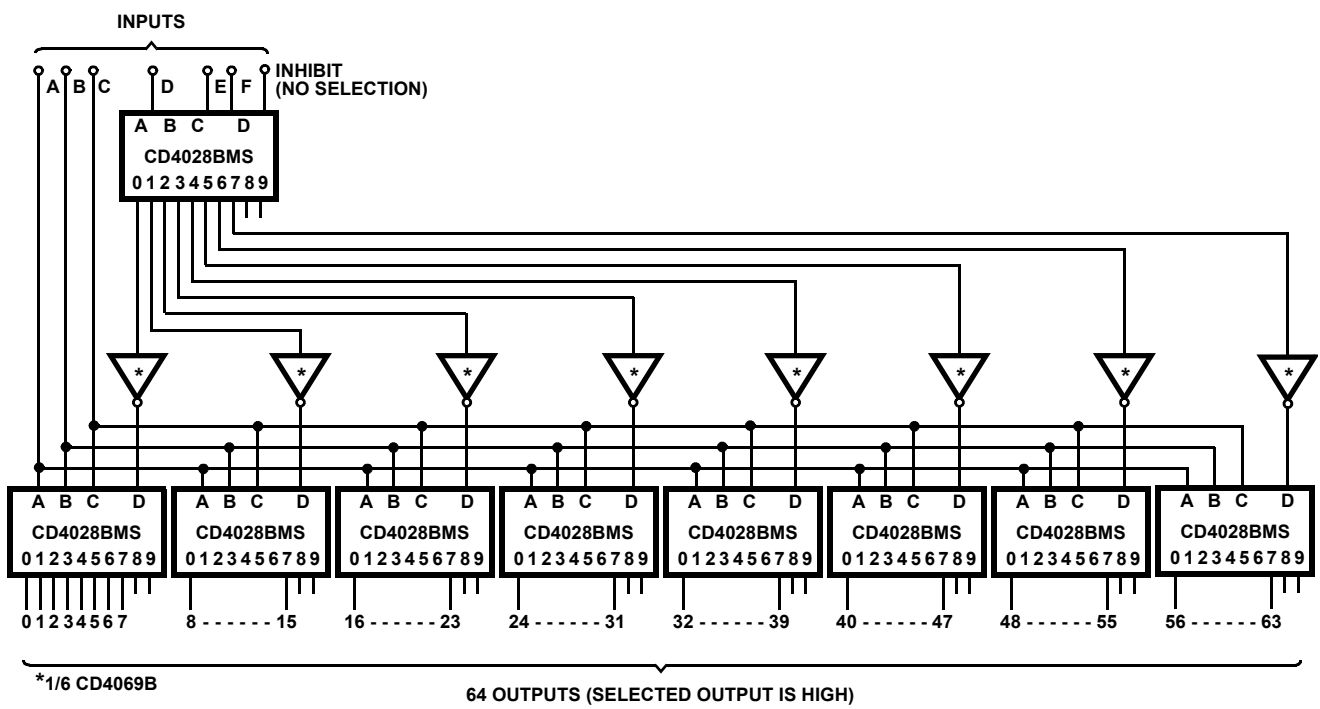 INPUTS
A B C D E F INHIBIT
(NO SELECTION)
A B C D
CD4028BMS
0 1 2 3 4 5 6 7 8 9
* * * * * * * *
A B C D A B C D A B C D A B C D A B C D A B C D A B C D A B C D
CD4028BMS CD4028BMS CD4028BMS CD4028BMS CD4028BMS CD4028BMS CD4028BMS CD4028BMS
0 1 2 3 4 5 6 7 8 9 0 1 2 3 4 5 6 7 8 9 0 1 2 3 4 5 6 7 8 9 0 1 2 3 4 5 6 7 8 9 0 1 2 3 4 5 6 7 8 9 0 1 2 3 4 5 6 7 8 9 0 1 2 3 4 5 6 7 8 9 0 1 2 3 4 5 6 7 8 9
0 1 2 3 4 5 6 7 8 - - - - - - 15 16 - - - - - - 23 24 - - - - - - 31 32 - - - - - - 39 40 - - - - - - 47 48 - - - - - - 55 56 - - - - - - 63
*1/6 CD4069B
64 OUTPUTS (SELECTED OUTPUT IS HIGH)